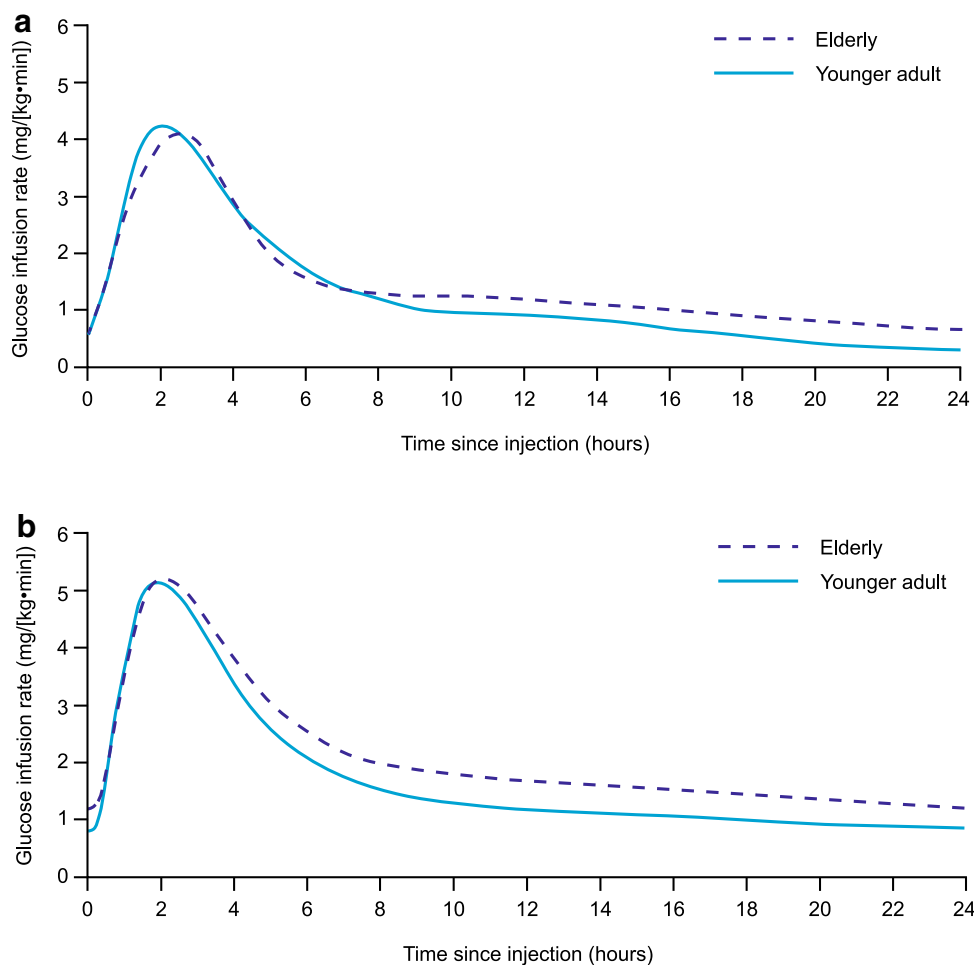 a
Glucose infusion rate (mg/[kg•min])
6
5
4
3
2
1
0
Elderly
Younger adult
0 2 4 6 8 10 12 14 16 18 20 22 24
Time since injection (hours)
b
Glucose infusion rate (mg/[kg•min])
6
5
4
3
2
1
0
Elderly
Younger adult
0 2 4 6 8 10 12 14 16 18 20 22 24
Time since injection (hours)